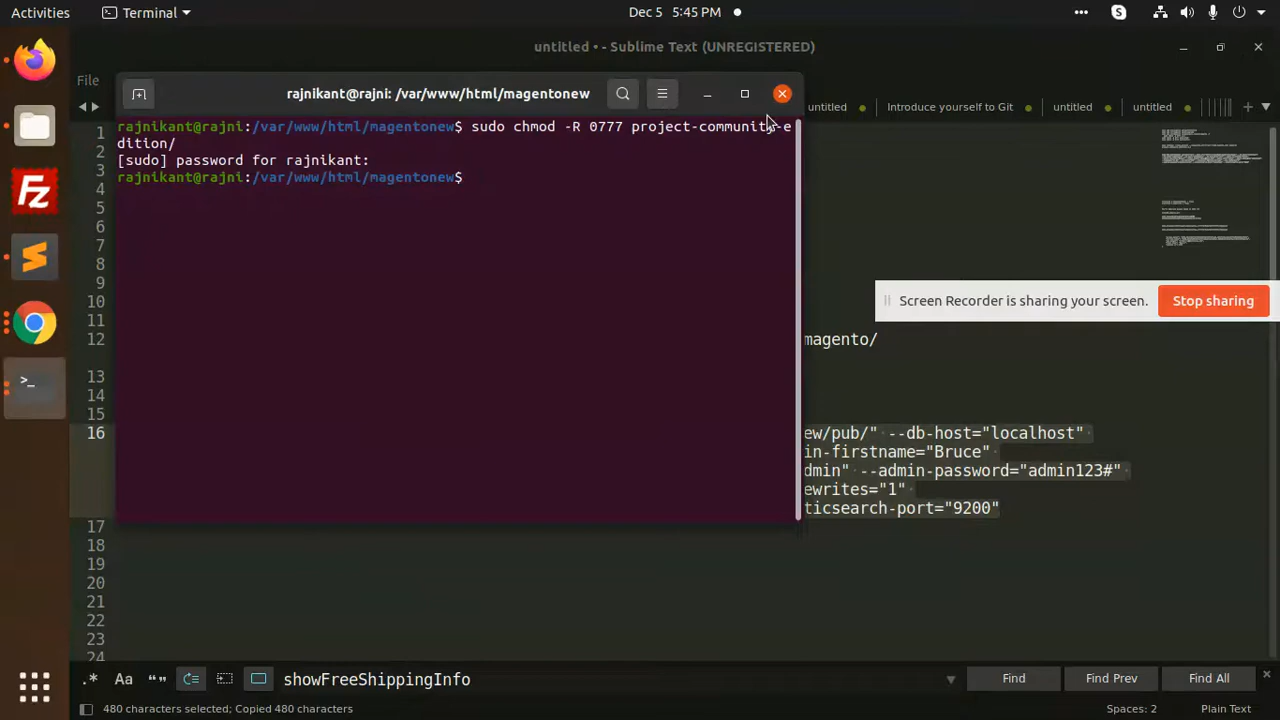 Activities
Terminal
Dec 5 5:45 PM
untitled • - Sublime Text (UNREGISTERED)
File
rajnikant@rajni: /var/www/html/magentonew
untitled
Introduce yourself to Git
untitled
untitled
rajnikant@rajni:/var/www/html/magentonew$ sudo chmod -R 0777 project-community-e
dition/
[sudo] password for rajnikant:
rajnikant@rajni:/var/www/html/magentonew$
1
2
3
4
5
6
7
8
9
10
11
12
magento/
13
14
15
16
ew/pub/" --db-host="localhost"
in-firstname="Bruce"
dmin" --admin-password="admin123#"
ewrites="1"
ticsearch-port="9200"
17
18
19
20
21
22
23
24
Screen Recorder is sharing your screen.
Stop sharing
.*
Aa
showFreeShippingInfo
Find
Find Prev
Find All
480 characters selected; Copied 480 characters
Spaces: 2
Plain Text